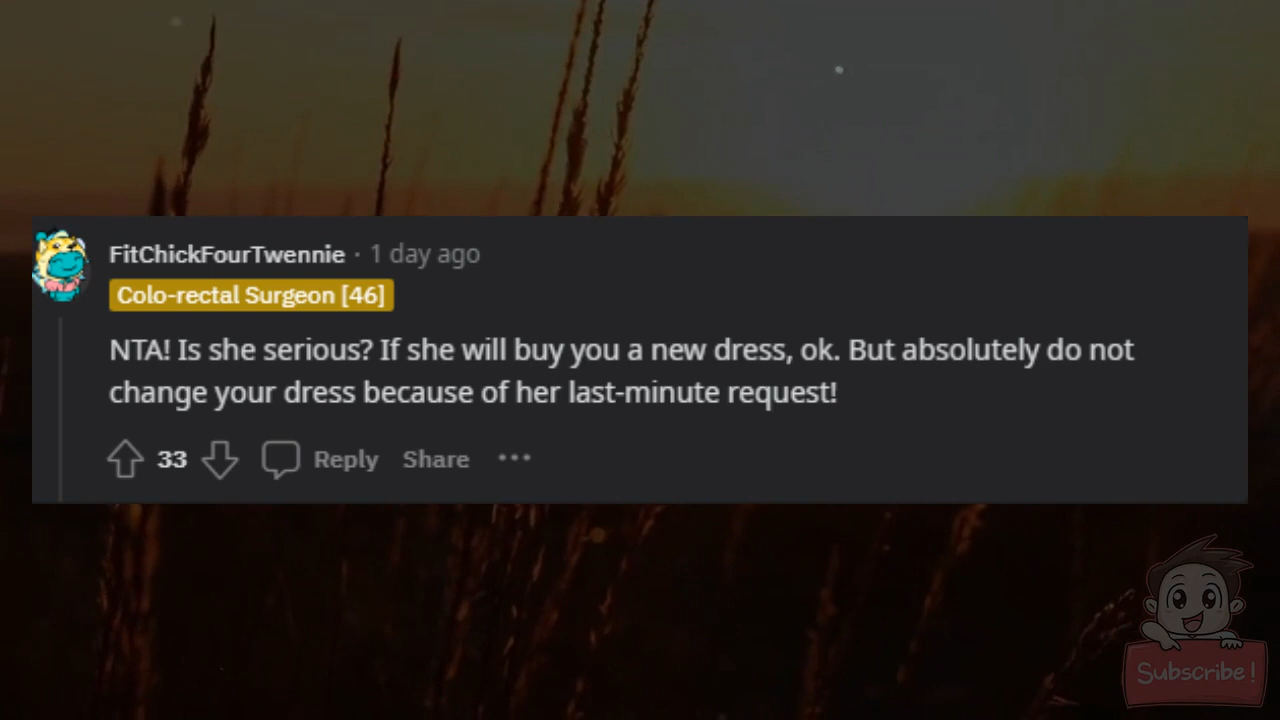 FitChickFourTwennie · 1 day ago
Colo-rectal Surgeon [46]
NTA! Is she serious? If she will buy you a new dress, ok. But absolutely do not
change your dress because of her last-minute request!
33 Reply Share ···
Subscribe!